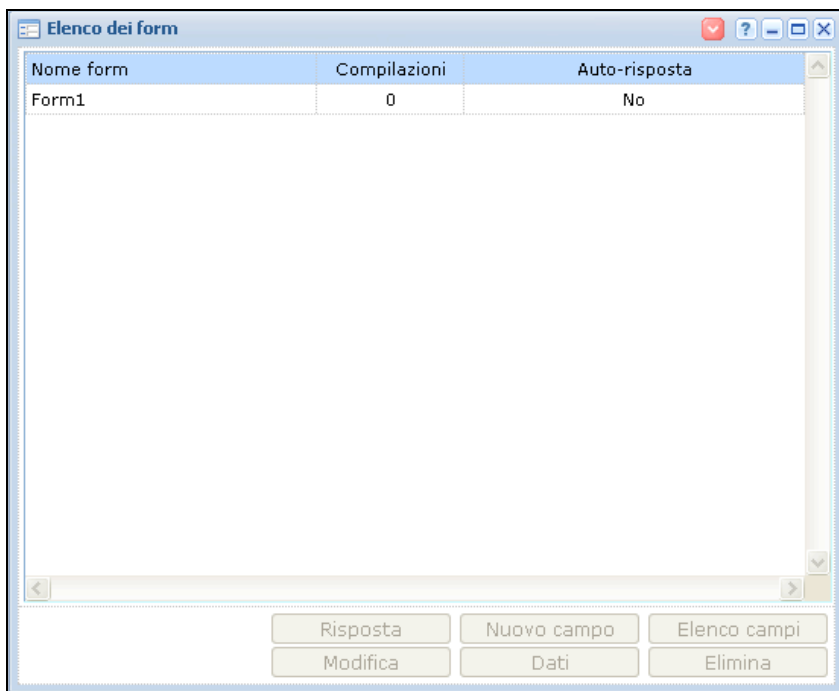 Elenco dei form
Nome form Compilazioni Auto-risposta
Form1 0 No
Risposta Nuovo campo Elenco campi
Modifica Dati Elimina